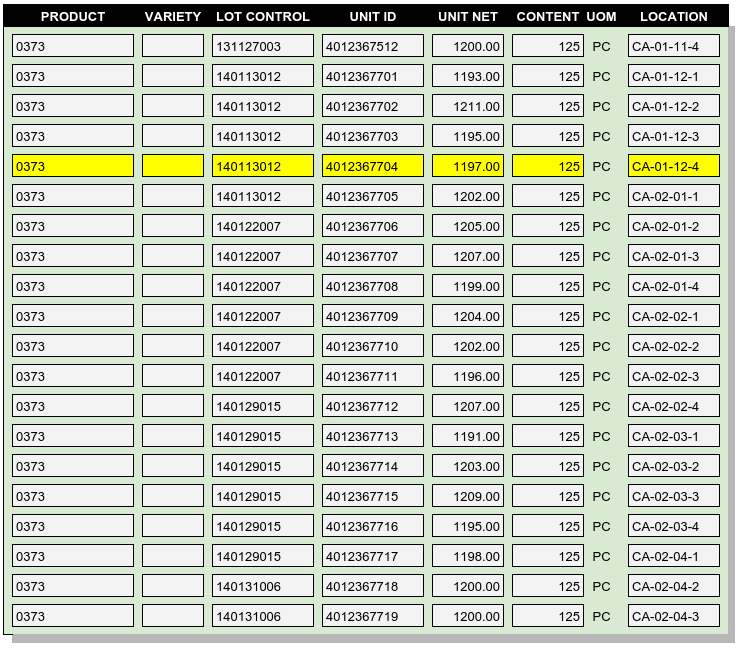 PRODUCT VARIETY LOT CONTROL UNIT ID UNIT NET CONTENT UOM LOCATION
0373 131127003 4012367512 1200.00 125 PC CA-01-11-4
0373 140113012 4012367701 1193.00 125 PC CA-01-12-1
0373 140113012 4012367702 1211.00 125 PC CA-01-12-2
0373 140113012 4012367703 1195.00 125 PC CA-01-12-3
0373 140113012 4012367704 1197.00 125 PC CA-01-12-4
0373 140113012 4012367705 1202.00 125 PC CA-02-01-1
0373 140122007 4012367706 1205.00 125 PC CA-02-01-2
0373 140122007 4012367707 1207.00 125 PC CA-02-01-3
0373 140122007 4012367708 1199.00 125 PC CA-02-01-4
0373 140122007 4012367709 1204.00 125 PC CA-02-02-1
0373 140122007 4012367710 1202.00 125 PC CA-02-02-2
0373 140122007 4012367711 1196.00 125 PC CA-02-02-3
0373 140129015 4012367712 1207.00 125 PC CA-02-02-4
0373 140129015 4012367713 1191.00 125 PC CA-02-03-1
0373 140129015 4012367714 1203.00 125 PC CA-02-03-2
0373 140129015 4012367715 1209.00 125 PC CA-02-03-3
0373 140129015 4012367716 1195.00 125 PC CA-02-03-4
0373 140129015 4012367717 1198.00 125 PC CA-02-04-1
0373 140131006 4012367718 1200.00 125 PC CA-02-04-2
0373 140131006 4012367719 1200.00 125 PC CA-02-04-3